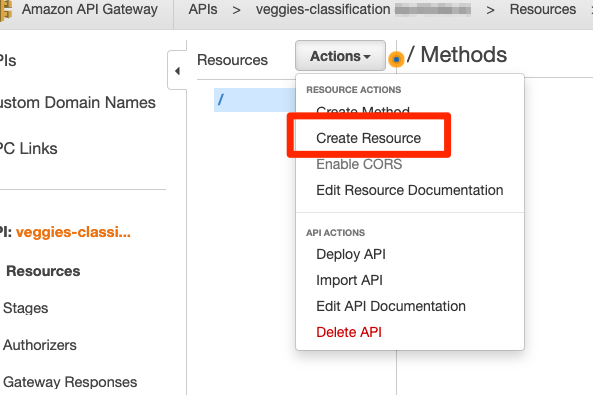 Amazon API Gateway APIs > veggies-classification > Resources >
PIs
ustom Domain Names
PC Links
PI: veggies-classi...
Resources
Stages
Authorizers
Gateway Responses
Resources
Actions
/ Methods
/
RESOURCE ACTIONS
Create Method
Create Resource
Enable CORS
Edit Resource Documentation
API ACTIONS
Deploy API
Import API
Edit API Documentation
Delete API